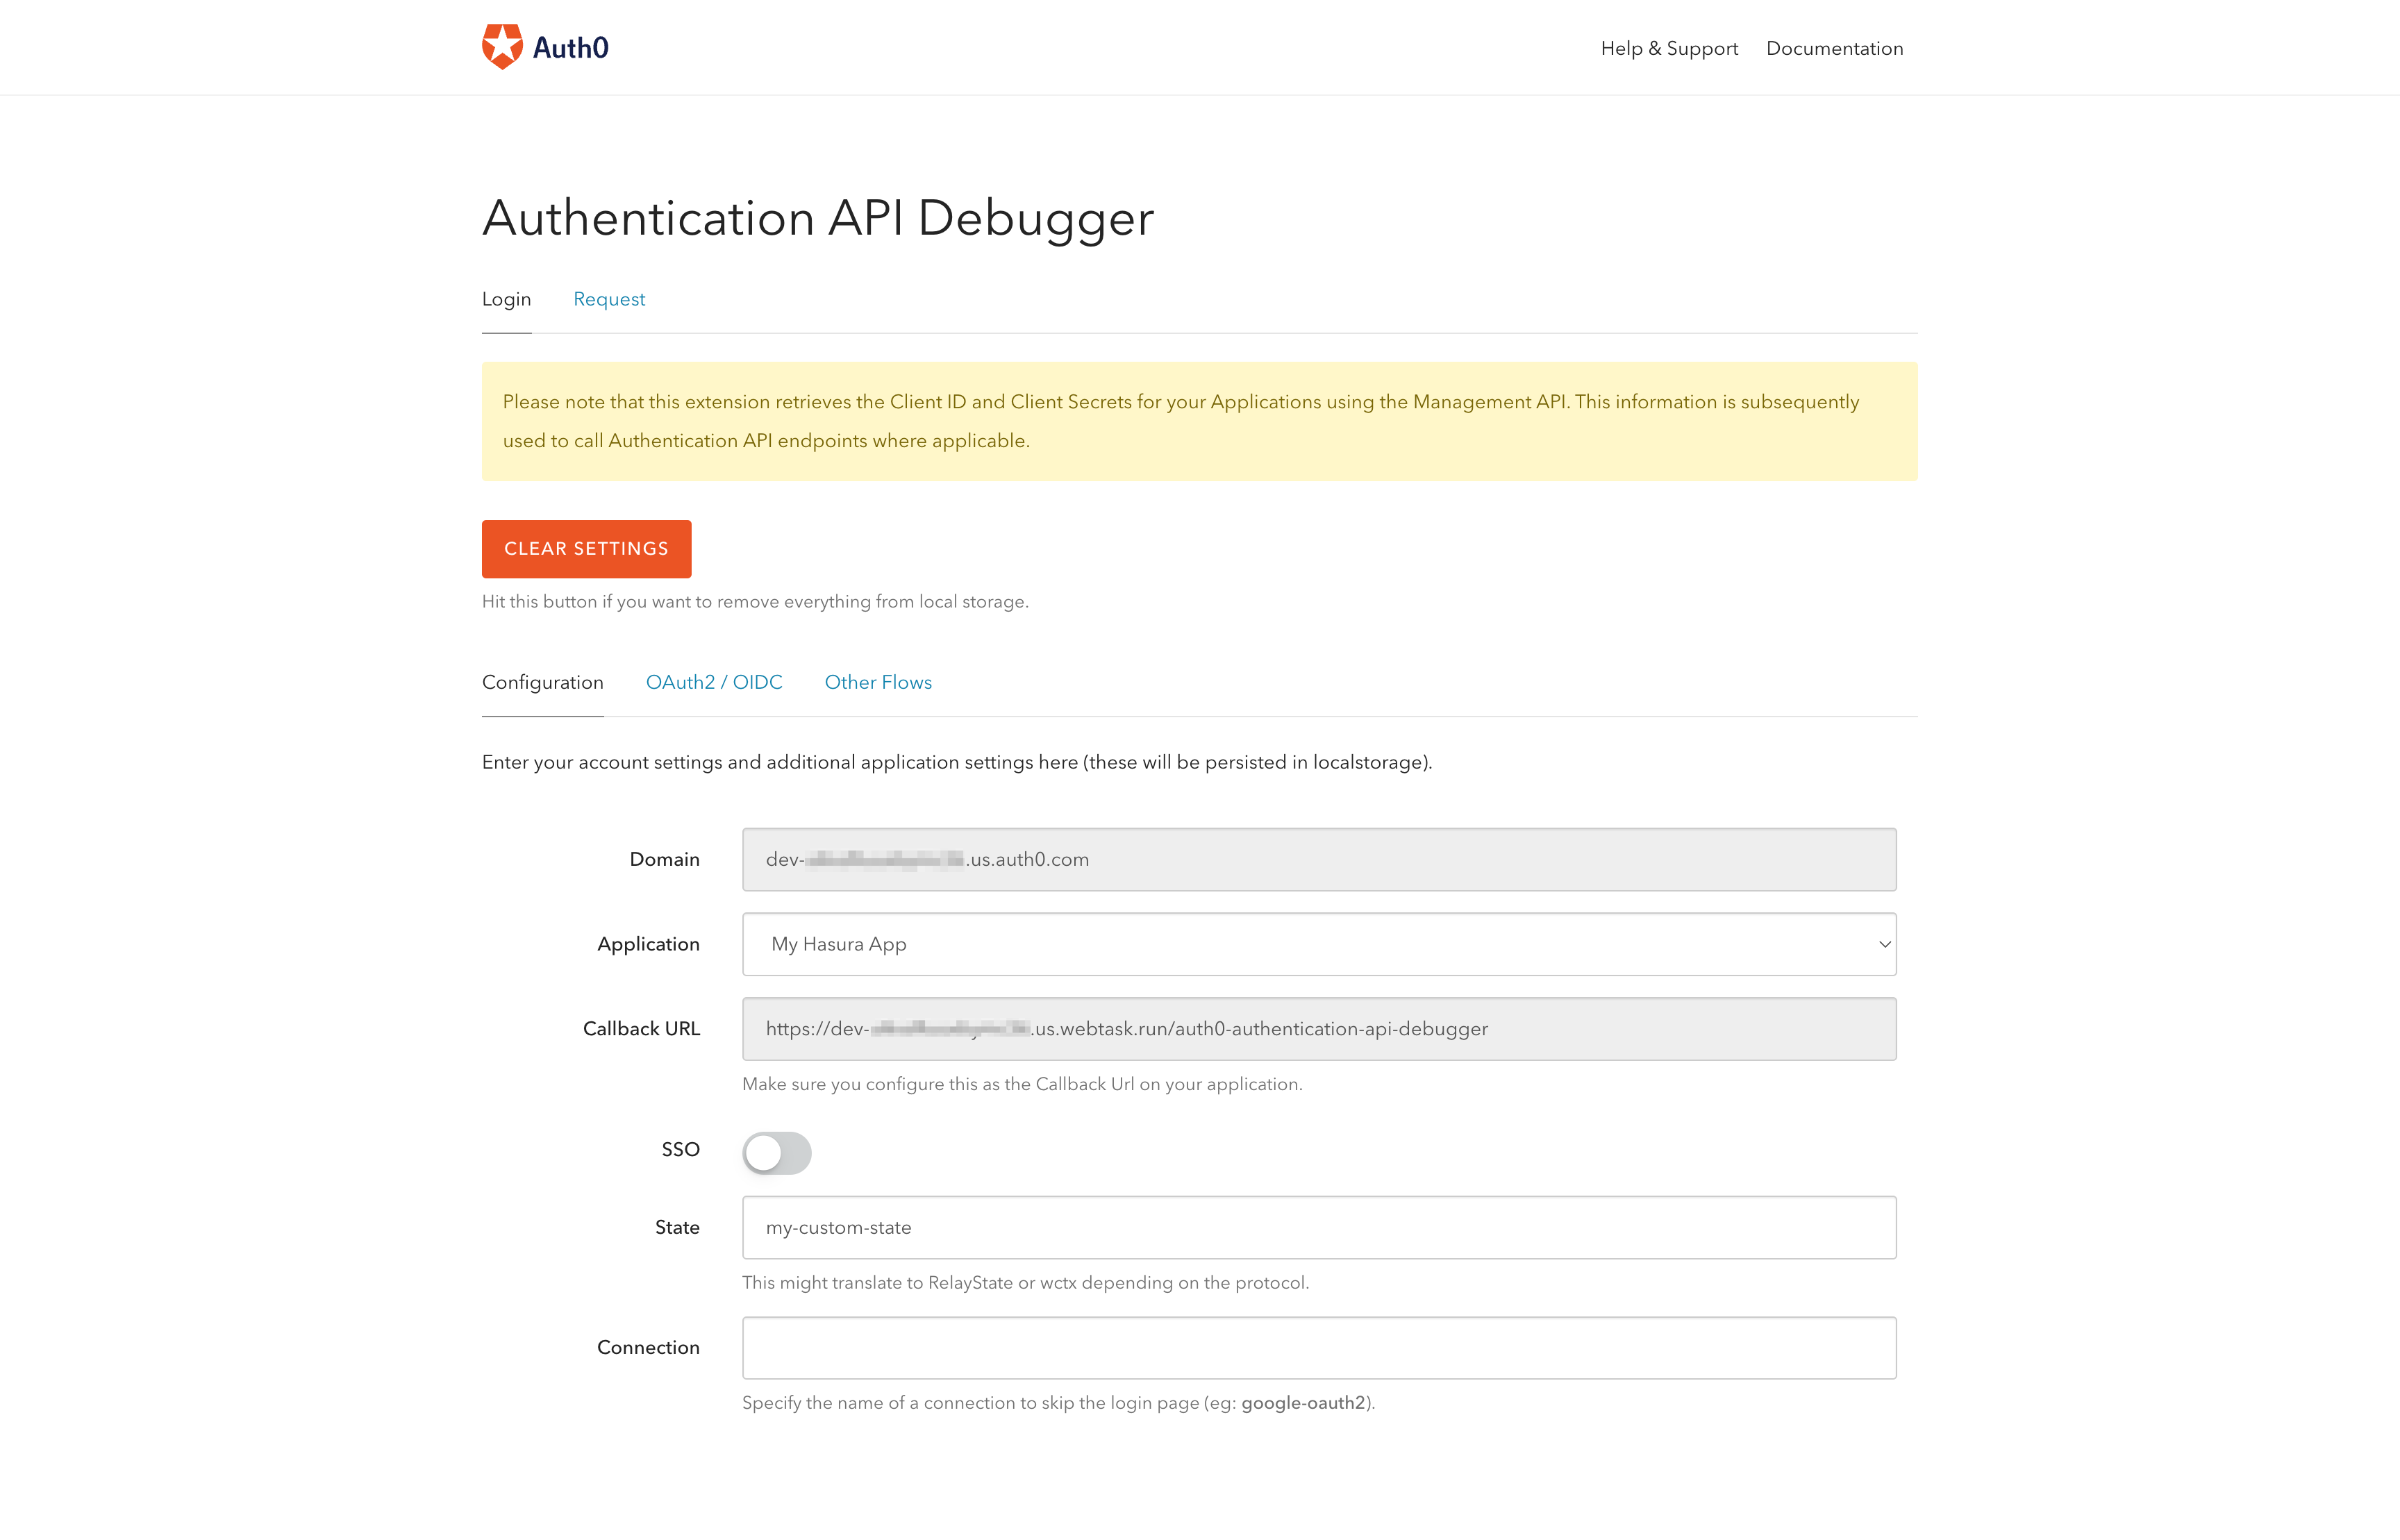 Auth0
Help & Support
Documentation
Authentication API Debugger
Login
Request
Please note that this extension retrieves the Client ID and Client Secrets for your Applications using the Management API. This information is subsequently
used to call Authentication API endpoints where applicable.
CLEAR SETTINGS
Hit this button if you want to remove everything from local storage.
Configuration
OAuth2 / OIDC
Other Flows
Enter your account settings and additional application settings here (these will be persisted in localstorage).
Domain
dev- .us.auth0.com
Application
My Hasura App
Callback URL
https://dev- .us.webtask.run/auth0-authentication-api-debugger
Make sure you configure this as the Callback Url on your application.
SSO
State
my-custom-state
This might translate to RelayState or wctx depending on the protocol.
Connection
Specify the name of a connection to skip the login page (eg: google-oauth2).